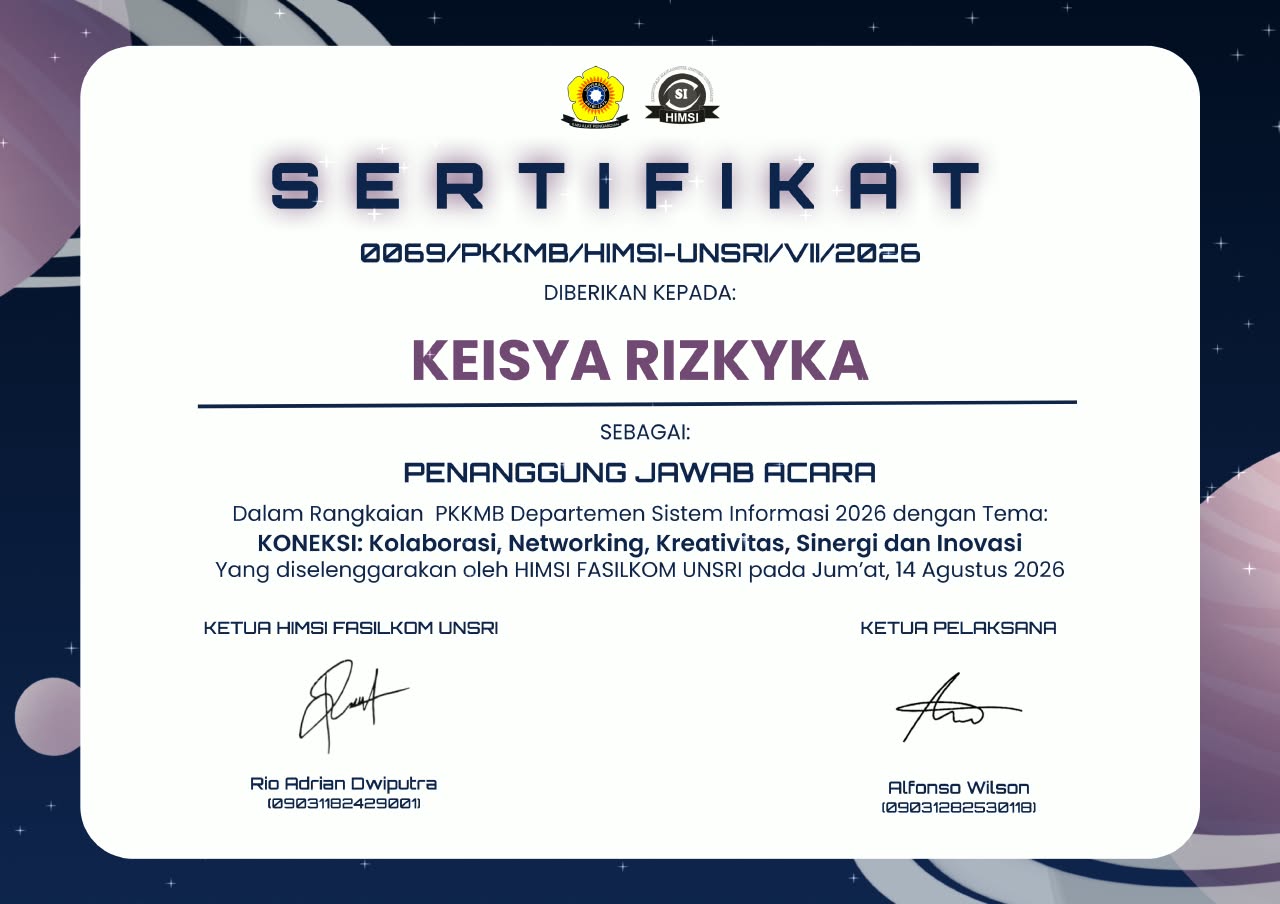 SI
HIMSI
SERTIFIKAT
0069/PKKMB/HIMSI-UNSRI/VII/2026
DIBERIKAN KEPADA:
KEISYA RIZKYKA
SEBAGAI:
PENANGGUNG JAWAB ACARA
Dalam Rangkaian PKKMB Departemen Sistem Informasi 2026 dengan Tema:
KONEKSI: Kolaborasi, Networking, Kreativitas, Sinergi dan Inovasi
Yang diselenggarakan oleh HIMSI FASILKOM UNSRI pada Jum'at, 14 Agustus 2026
KETUA HIMSI FASILKOM UNSRI
KETUA PELAKSANA
Rio Adrian Dwiputra
(09031182429001)
Alfonso Wilson
(09031282530118)